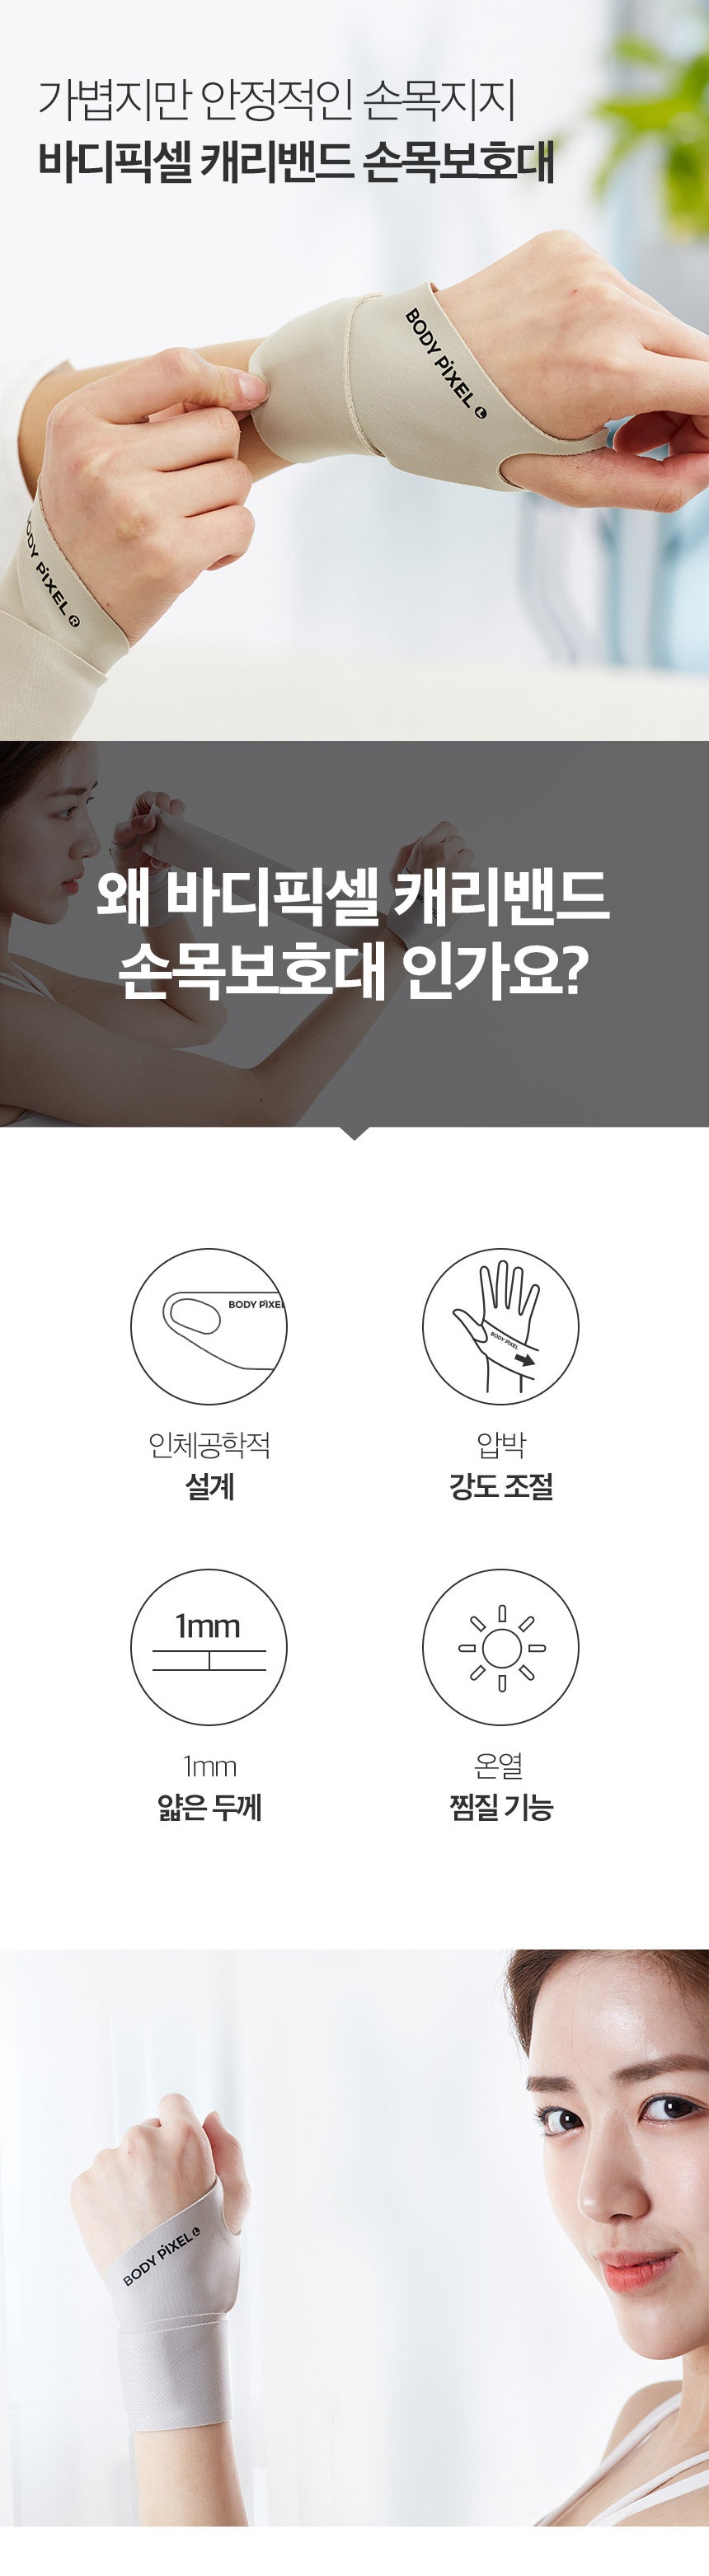 가볍지만 안정적인 손목지지
바디픽셀 캐리밴드 손목보호대
BODY PiXEL L
BODY PiXEL R
왜 바디픽셀 캐리밴드
손목보호대 인가요?
BODY PiXEL
BODY PiXEL
인체공학적
설계
압박
강도 조절
1mm
1mm
얇은 두께
온열
찜질 기능
BODY PiXEL L